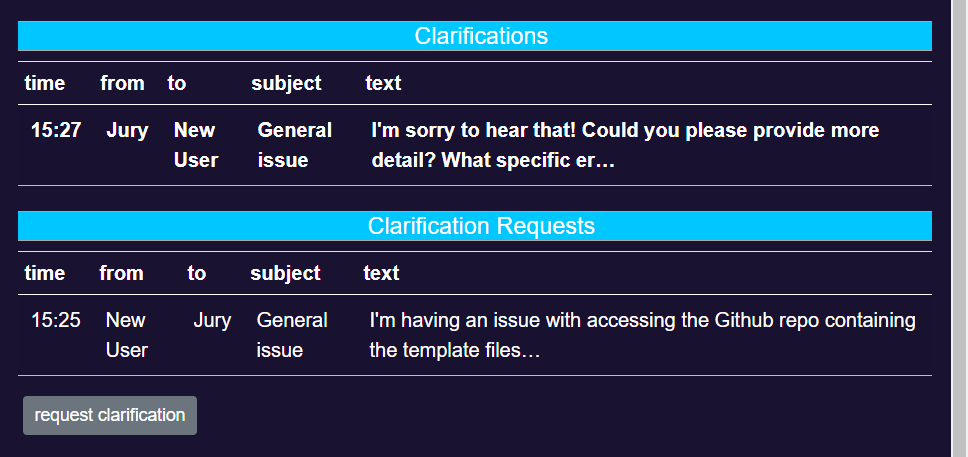 Clarifications
time from to subject text
15:27 Jury New General I'm sorry to hear that! Could you please provide more
User issue detail? What specific er…
Clarification Requests
time from to subject text
15:25 New Jury General I'm having an issue with accessing the Github repo containing
User issue the template files…
request clarification